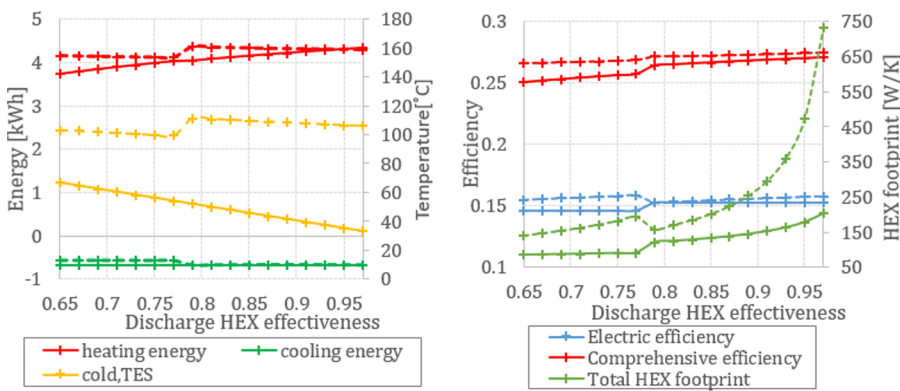 5
4
3
2
1
0
-1
Energy [kWh]
180
160
140
120
100
80
60
40
20
0
Temperature[°C]
0.65 0.7 0.75 0.8 0.85 0.9 0.95
Discharge HEX effectiveness
heating energy cooling energy
cold,TES
0.3
0.25
0.2
0.15
0.1
Efficiency
750
650
550
450
350
250
150
50
HEX footprint [W/K]
0.65 0.7 0.75 0.8 0.85 0.9 0.95
Discharge HEX effectiveness
Electric efficiency
Comprehensive efficiency
Total HEX footprint